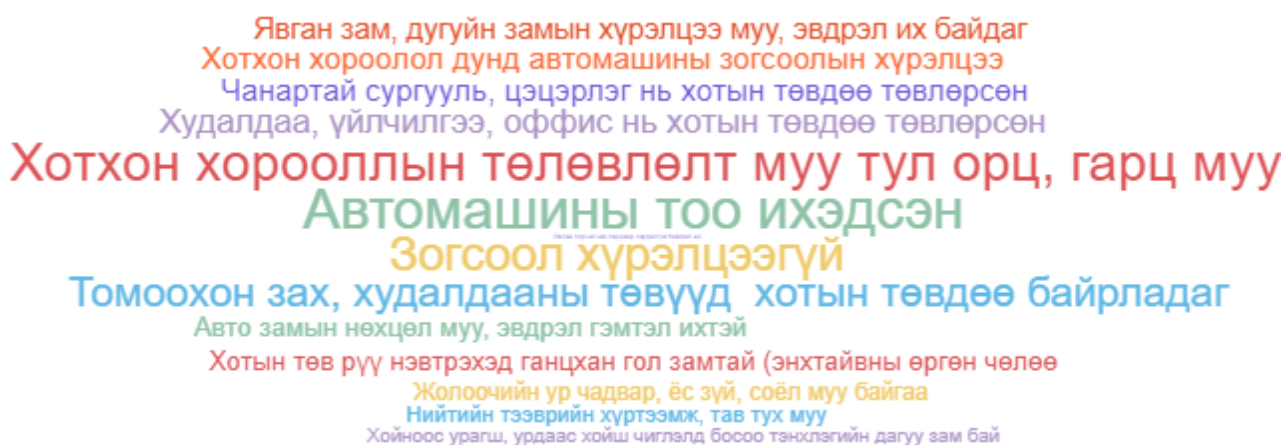 Явган зам, дугуйн замын хүрэлцээ муу, эвдрэл их байдаг
Хотхон хороолол дунд автомашины зогсоолын хүрэлцээ
Чанартай сургууль, цэцэрлэг нь хотын төвдөө төвлөрсөн
Худалдаа, үйлчилгээ, оффис нь хотын төвдөө төвлөрсөн
Хотхон хорооллын төлөвлөлт муу тул орц, гарц муу
Автомашины тоо ихэдсэн
Зогсоол хүрэлцээгүй
Томоохон зах, худалдааны төвүүд хотын төвдөө байрладаг
Авто замын нөхцөл муу, эвдрэл гэмтэл ихтэй
Хотын төв рүү нэвтрэхэд ганцхан гол замтай (энхтайвны өргөн чөлөө
Жолоочийн ур чадвар, ёс зүй, соёл муу байгаа
Нийтийн тээврийн хүртээмж, тав тух муу
Хойноос урагш, урдаас хойш чиглэлд босоо тэнхлэгийн дагуу зам бай